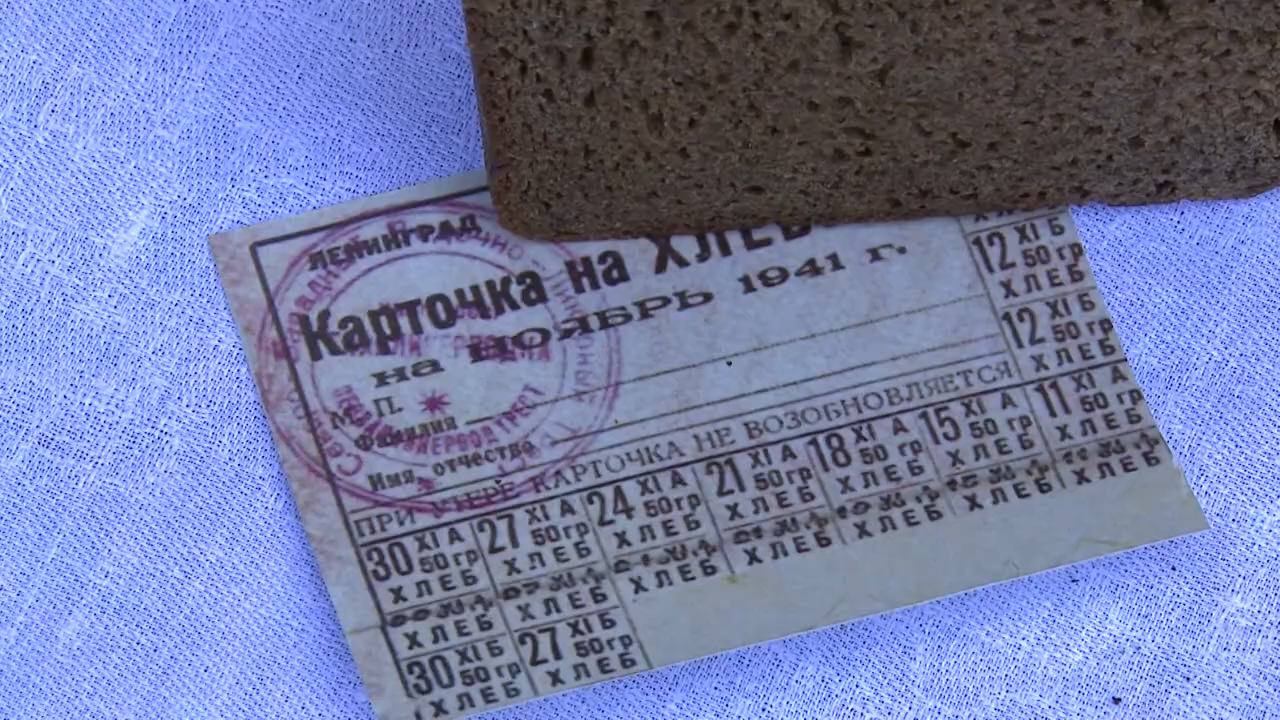 ЛЕНИНГРАД
Карточка на ХЛЕБ
на НОЯБРЬ 1941 г.
М. П.
Фамилия
Имя, отчество
ПРИ УТЕРЕ КАРТОЧКА НЕ ВОЗОБНОВЛЯЕТСЯ
12 XI Б 50 гр ХЛЕБ
12 XI Б 50 гр ХЛЕБ
30 XI А 50 гр ХЛЕБ
27 XI А 50 гр ХЛЕБ
24 XI А 50 гр ХЛЕБ
21 XI А 50 гр ХЛЕБ
18 XI А 50 гр ХЛЕБ
15 XI А 50 гр ХЛЕБ
11 XI А 50 гр ХЛЕБ
ХЛЕБ ХЛЕБ ХЛЕБ ХЛЕБ ХЛЕБ ХЛЕБ ХЛЕБ
30 XI Б 50 гр ХЛЕБ
27 XI Б 50 гр ХЛЕБ